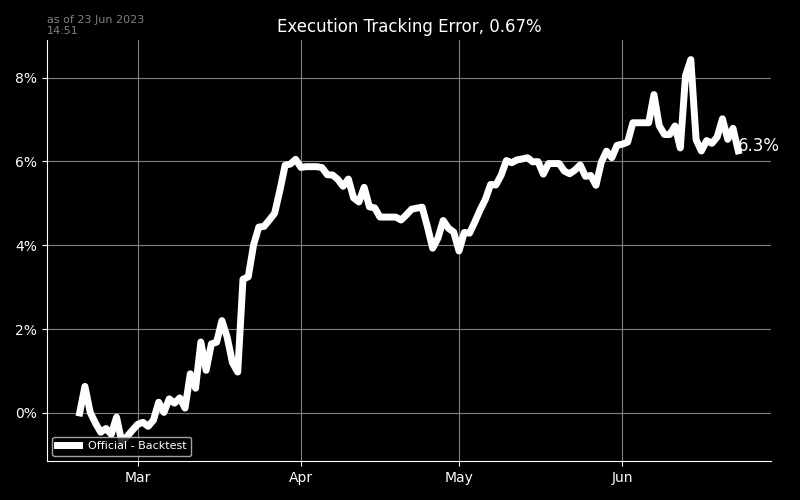 as of 23 Jun 2023
14:51
Execution Tracking Error, 0.67%
8%
6%
4%
2%
0%
6.3%
Official - Backtest
Mar Apr May Jun